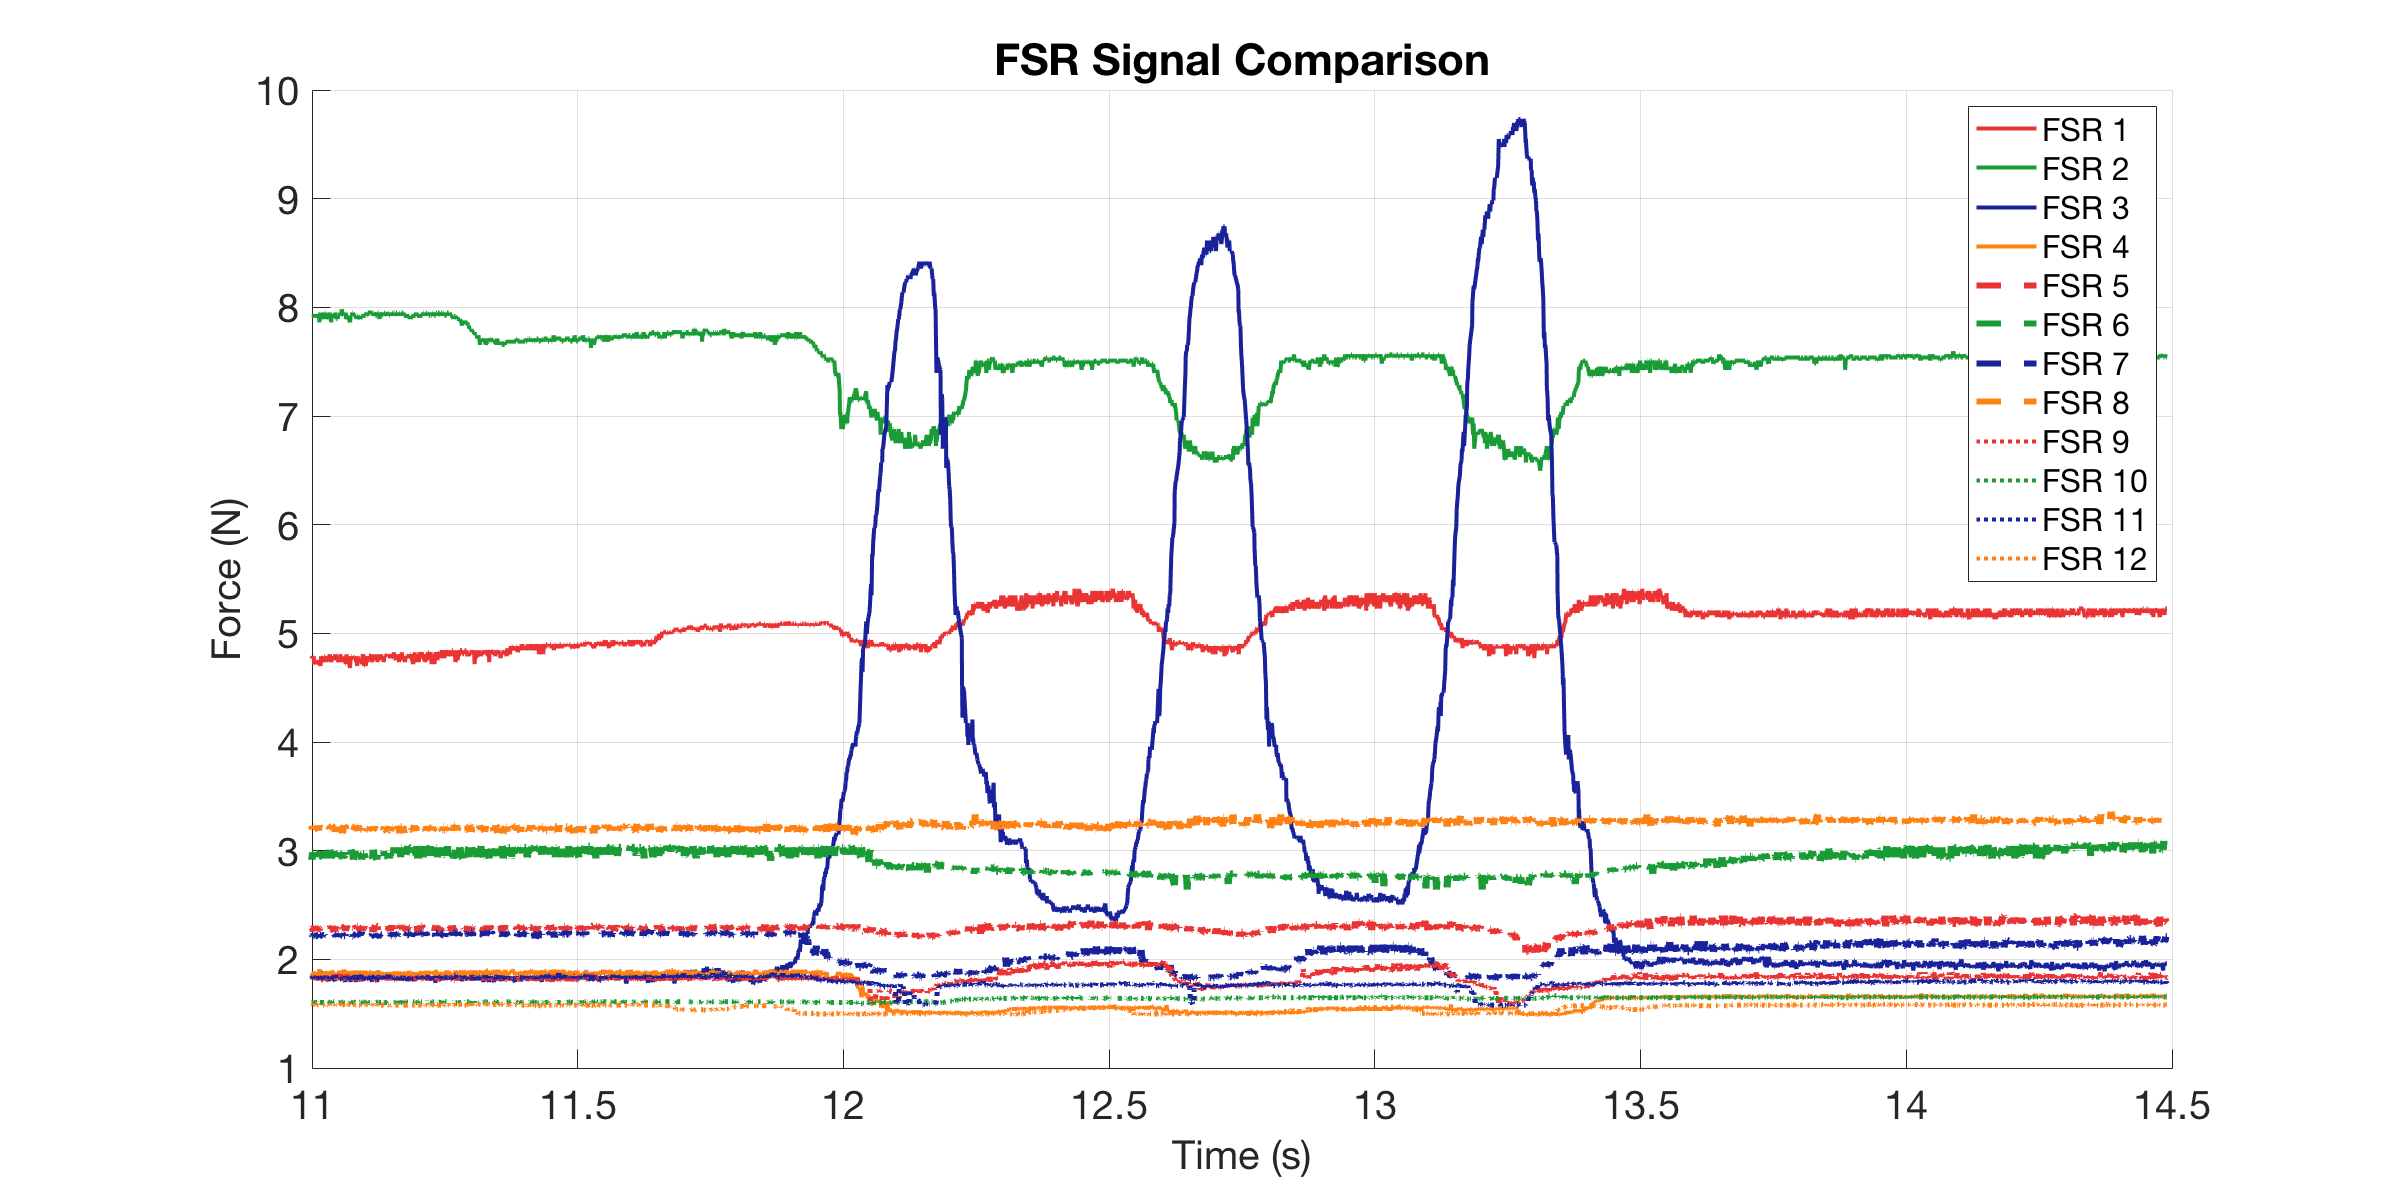 FSR Signal Comparison
10
9
8
7
6
5
4
3
2
1
Force (N)
11
11.5
12
12.5
13
13.5
14
14.5
Time (s)
FSR 1
FSR 2
FSR 3
FSR 4
FSR 5
FSR 6
FSR 7
FSR 8
FSR 9
FSR 10
FSR 11
FSR 12